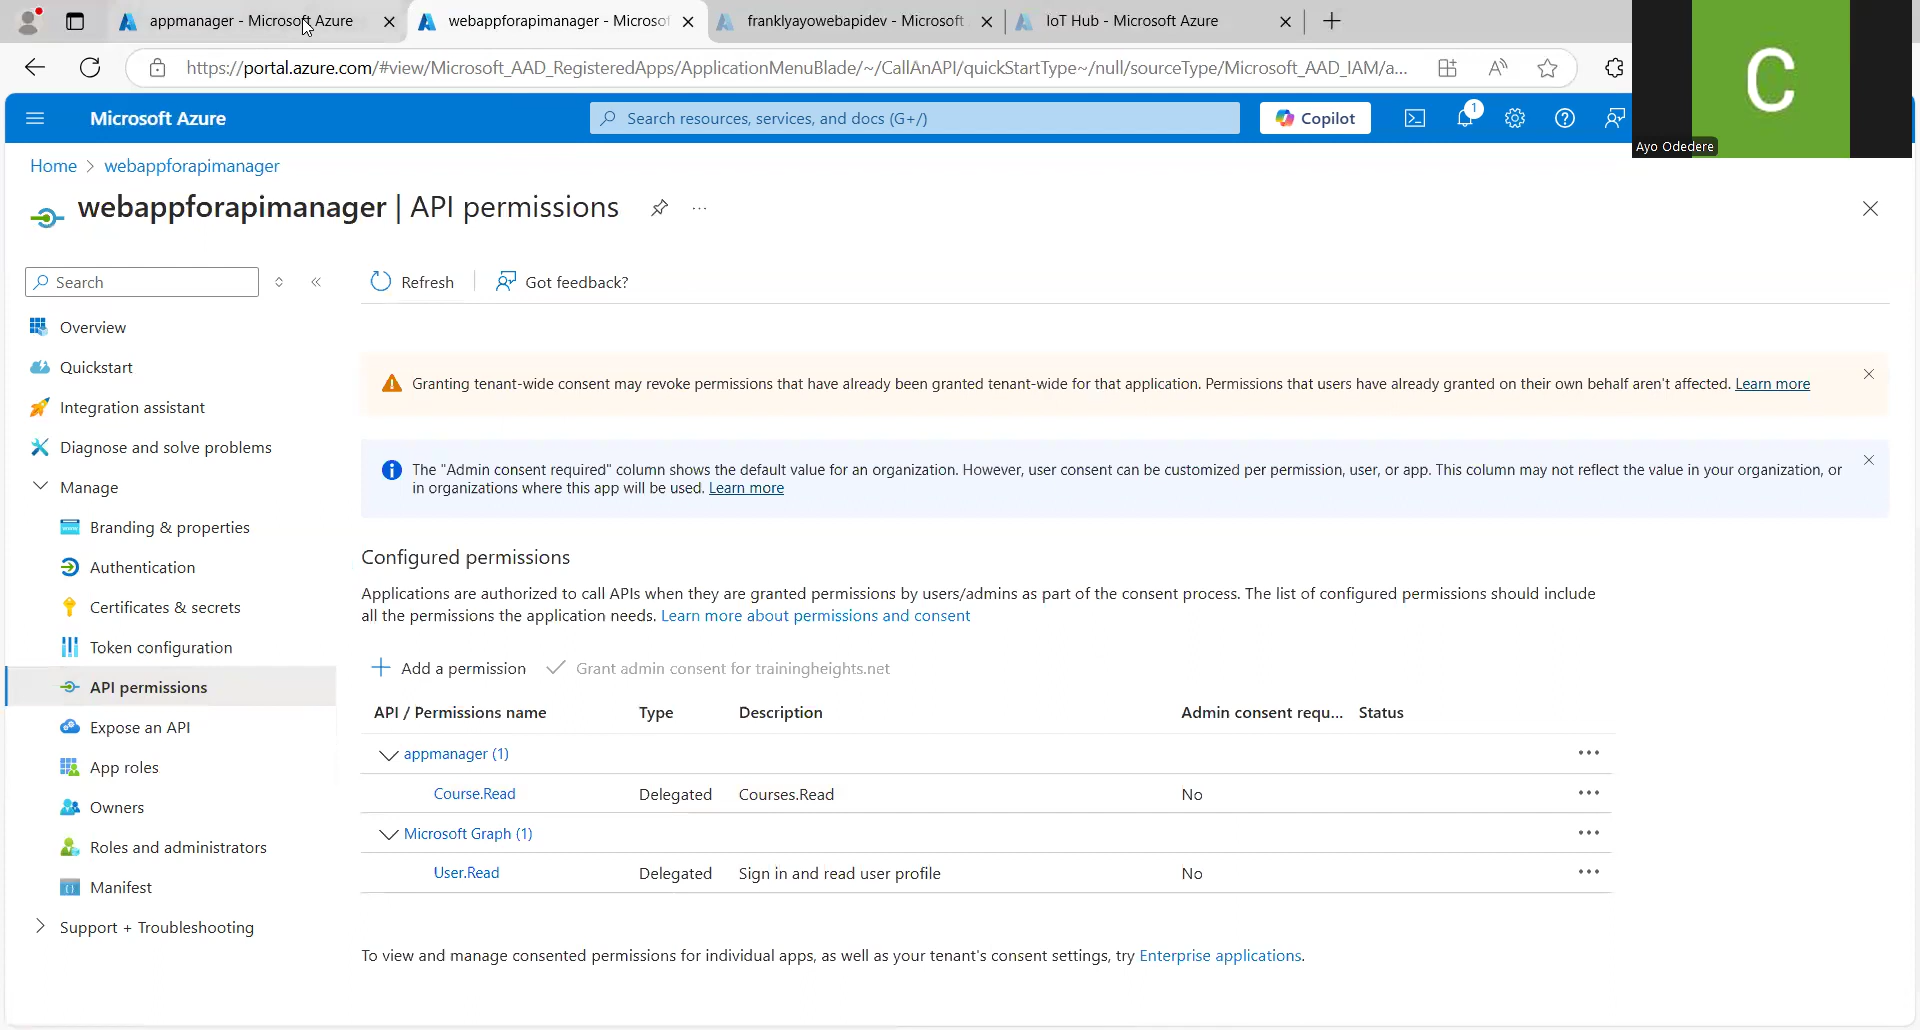 appmanager - Microsoft Azure
webappforapimanager - Microsof
franklyayowebapidev - Microsoft
IoT Hub - Microsoft Azure
https://portal.azure.com/#view/Microsoft_AAD_RegisteredApps/ApplicationMenuBlade/~/CallAnAPI/quickStartType~/null/sourceType/Microsoft_AAD_IAM/a...
Microsoft Azure
Search resources, services, and docs (G+/)
Copilot
1
C
Ayo Odedere
Home > webappforapimanager
webappforapimanager | API permissions
Search
Refresh
Got feedback?
Overview
Quickstart
Integration assistant
Diagnose and solve problems
Manage
Branding & properties
Authentication
Certificates & secrets
Token configuration
API permissions
Expose an API
App roles
Owners
Roles and administrators
Manifest
Support + Troubleshooting
Granting tenant-wide consent may revoke permissions that have already been granted tenant-wide for that application. Permissions that users have already granted on their own behalf aren't affected. Learn more
The "Admin consent required" column shows the default value for an organization. However, user consent can be customized per permission, user, or app. This column may not reflect the value in your organization, or
in organizations where this app will be used. Learn more
Configured permissions
Applications are authorized to call APIs when they are granted permissions by users/admins as part of the consent process. The list of configured permissions should include
all the permissions the application needs. Learn more about permissions and consent
Add a permission
Grant admin consent for trainingheights.net
API / Permissions name Type Description Admin consent requ... Status
appmanager (1)
Course.Read Delegated Courses.Read No
Microsoft Graph (1)
User.Read Delegated Sign in and read user profile No
To view and manage consented permissions for individual apps, as well as your tenant's consent settings, try Enterprise applications.